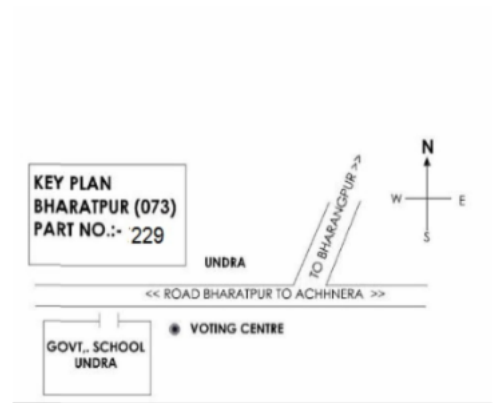 KEY PLAN
BHARATPUR (073)
PART NO.:- 229
N
W
E
S
TO BHARANGPUR >>
UNDRA
<< ROAD BHARATPUR TO ACHHNERA >>
VOTING CENTRE
GOVT,. SCHOOL
UNDRA